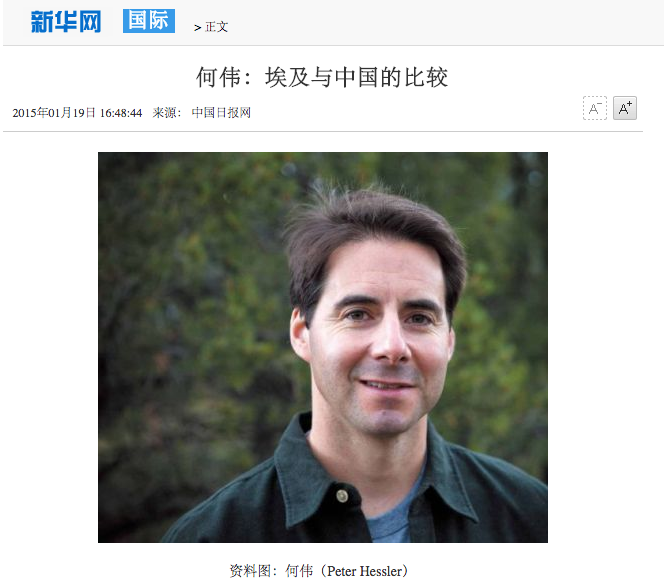 新华网 国际 > 正文
何伟：埃及与中国的比较
2015年01月19日 16:48:44 来源： 中国日报网 A- A+
资料图：何伟（Peter Hessler）